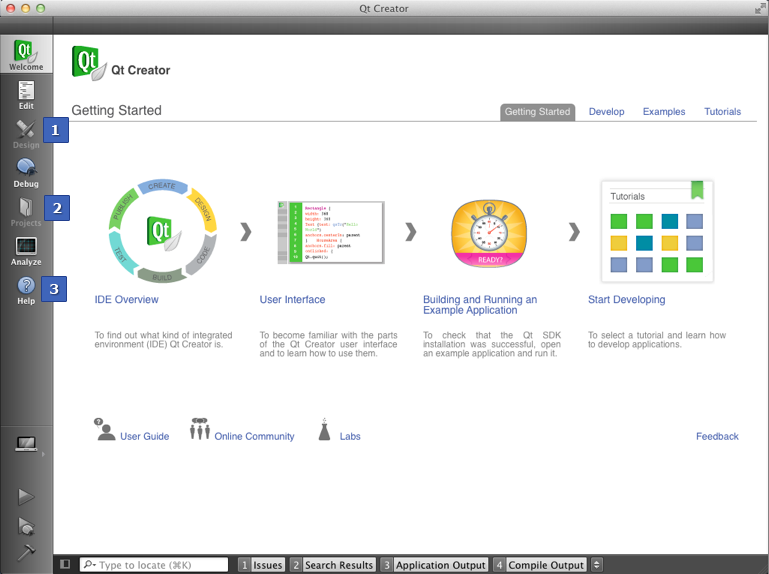 Qt Creator
Qt
Welcome
Edit
Design
1
Debug
Projects
2
Analyze
Help
3
Qt
Qt Creator
Getting Started
Getting Started
Develop
Examples
Tutorials
CREATE
DESIGN
CODE
BUILD
TEST
PUBLISH
Qt
Rectangle {
READY?
Tutorials
IDE Overview
To find out what kind of integrated
environment (IDE) Qt Creator is.
User Interface
To become familiar with the parts
of the Qt Creator user interface
and to learn how to use them.
Building and Running an
Example Application
To check that the Qt SDK
installation was successful, open
an example application and run it.
Start Developing
To select a tutorial and learn how
to develop applications.
User Guide
Online Community
Labs
Feedback
Type to locate (⌘K)
1 Issues
2 Search Results
3 Application Output
4 Compile Output